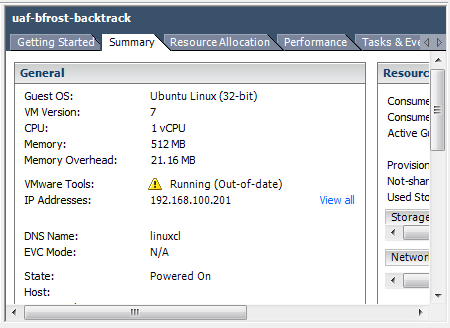 uaf-bfrost-backtrack
Getting Started Summary Resource Allocation Performance Tasks & Eve
General
Guest OS: Ubuntu Linux (32-bit)
VM Version: 7
CPU: 1 vCPU
Memory: 512 MB
Memory Overhead: 21.16 MB
VMware Tools: Running (Out-of-date)
IP Addresses: 192.168.100.201 View all
DNS Name: linuxcl
EVC Mode: N/A
State: Powered On
Host:
Resourc
Consume
Consume
Active Gu
Provision
Not-shar
Used Sto
Storage
Network